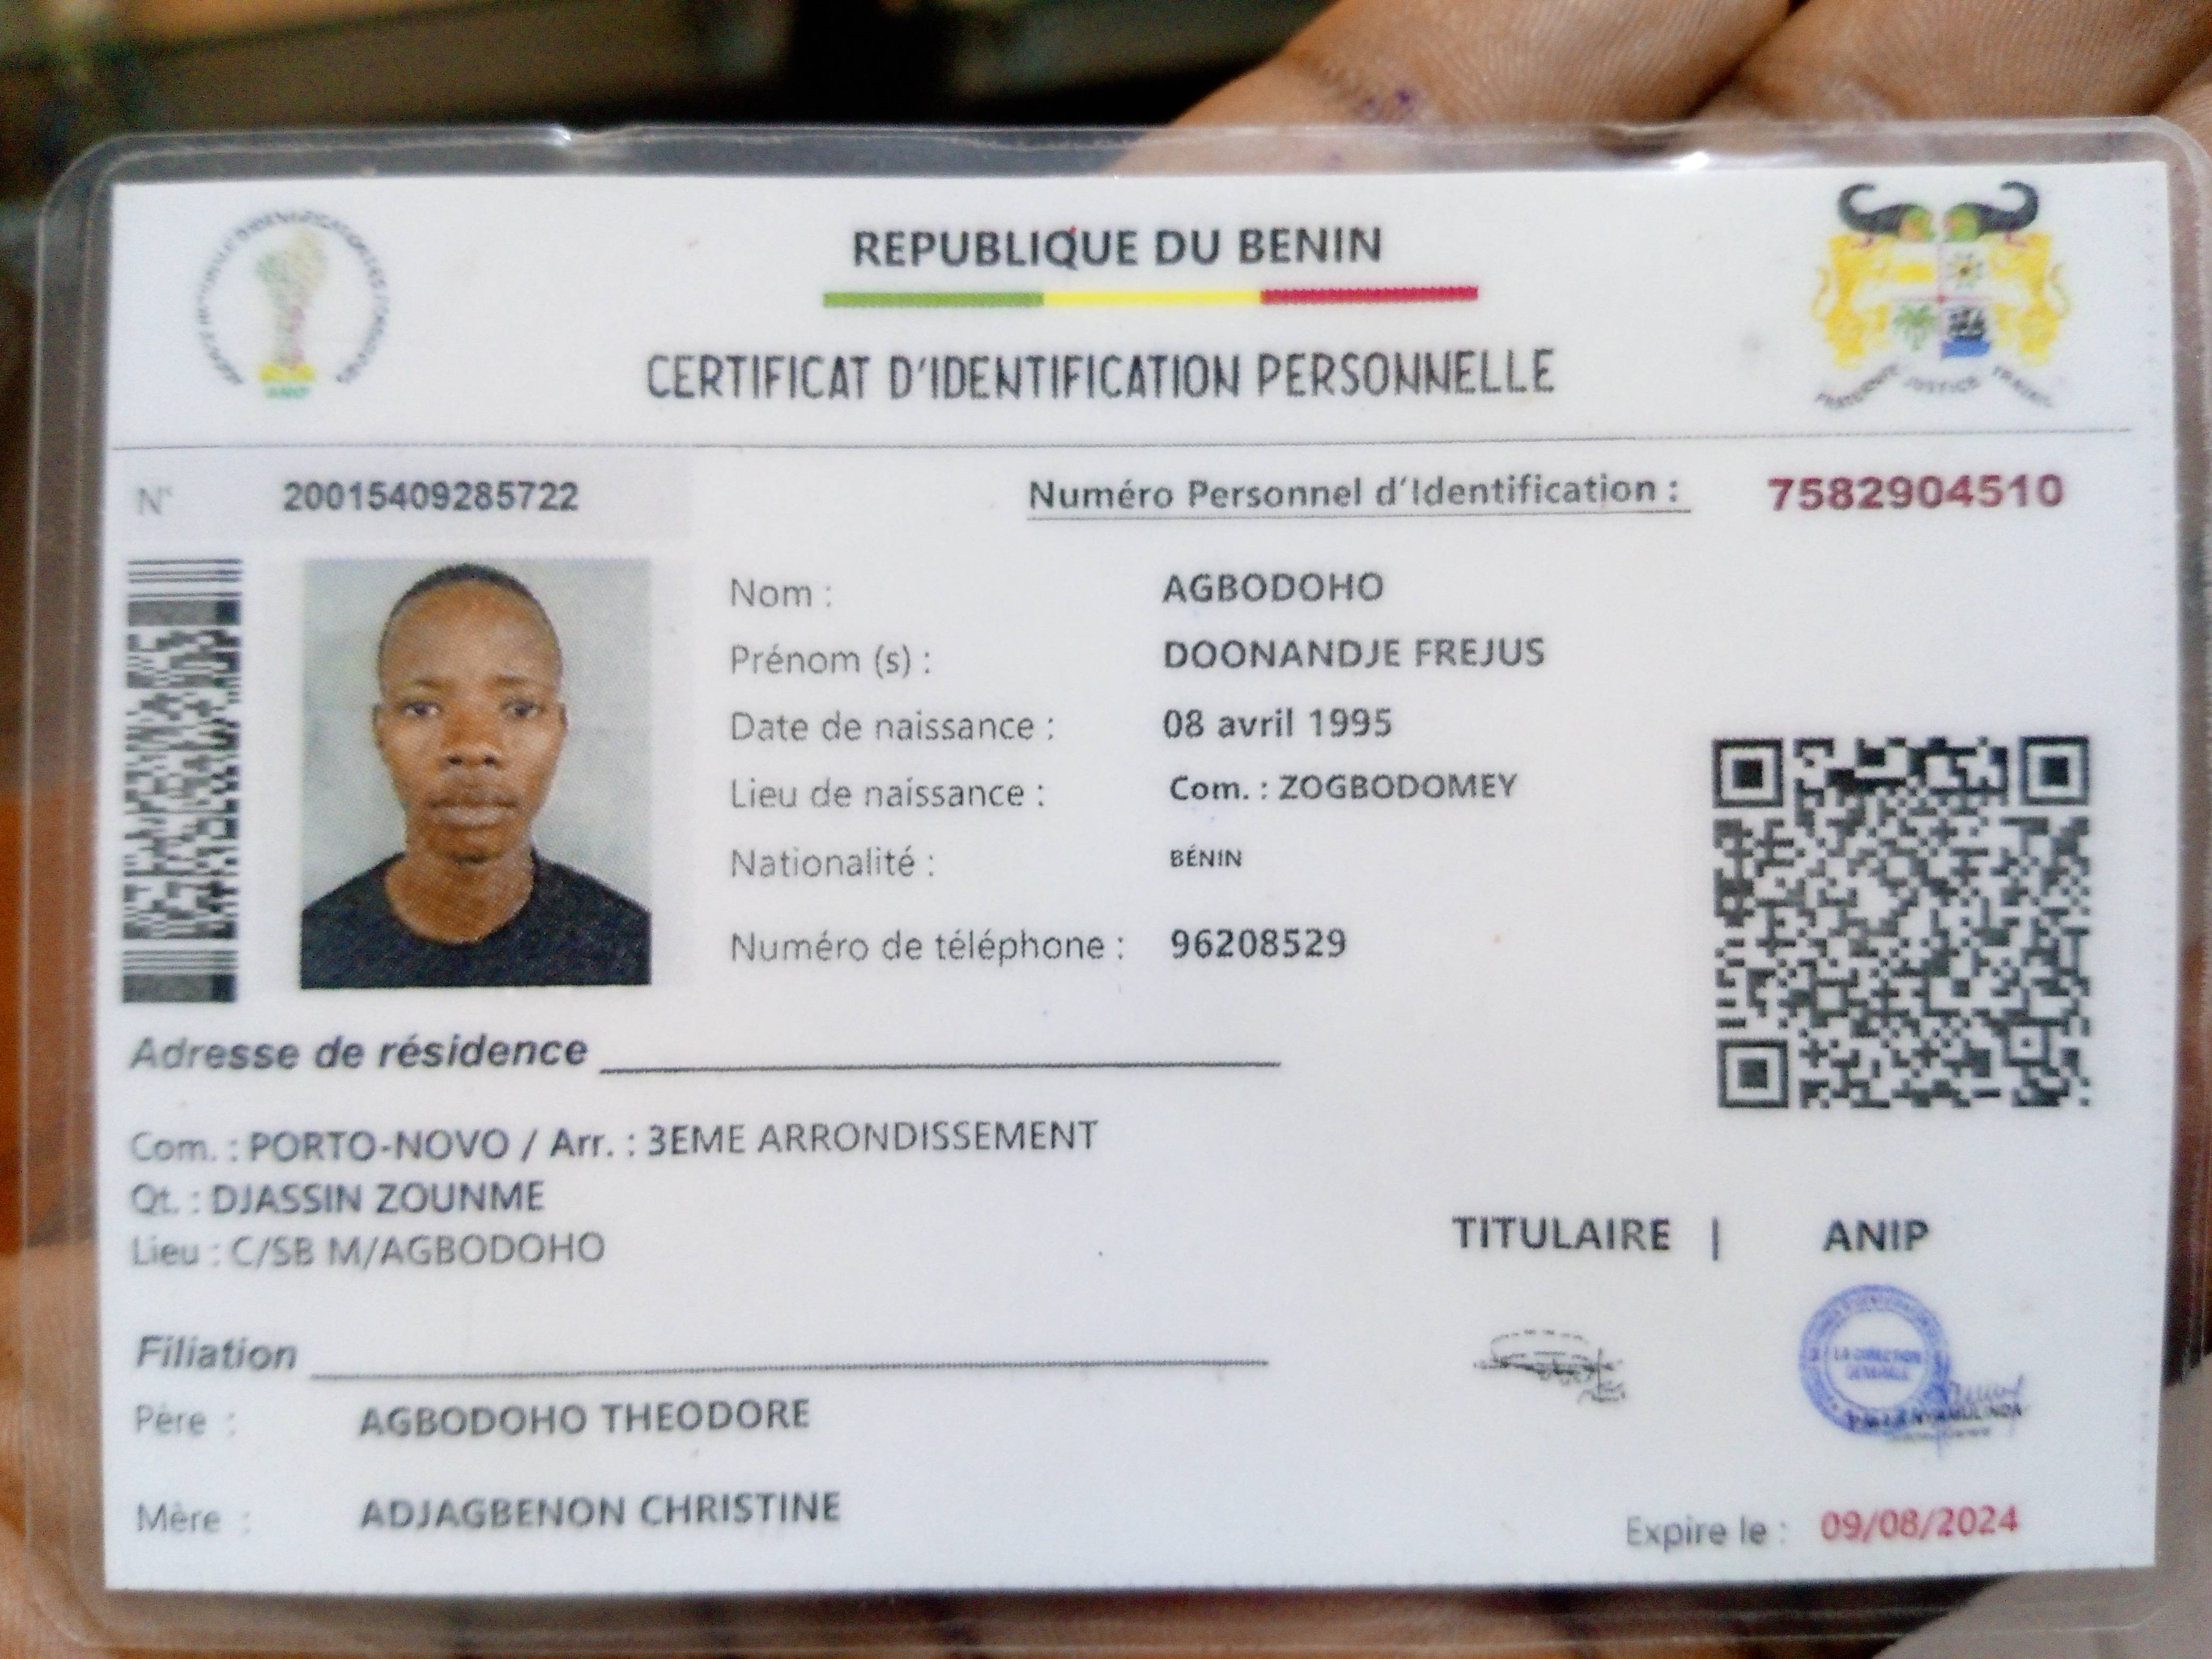 REPUBLIQUE DU BENIN
CERTIFICAT D'IDENTIFICATION PERSONNELLE
FRATERNITE JUSTICE TRAVAIL
ANIP
N° 20015409285722
Numéro Personnel d'Identification : 7582904510
Nom : AGBODOHO
Prénom (s) : DOONANDJE FREJUS
Date de naissance : 08 avril 1995
Lieu de naissance : Com. : ZOGBODOMEY
Nationalité : BÉNIN
Numéro de téléphone : 96208529
Adresse de résidence
Com. : PORTO-NOVO / Arr. : 3EME ARRONDISSEMENT
Qt. : DJASSIN ZOUNME
Lieu : C/SB M/AGBODOHO
TITULAIRE | ANIP
LA DIRECTION
GENERALE
Filiation
Père : AGBODOHO THEODORE
Mère : ADJAGBENON CHRISTINE
Expire le : 09/08/2024